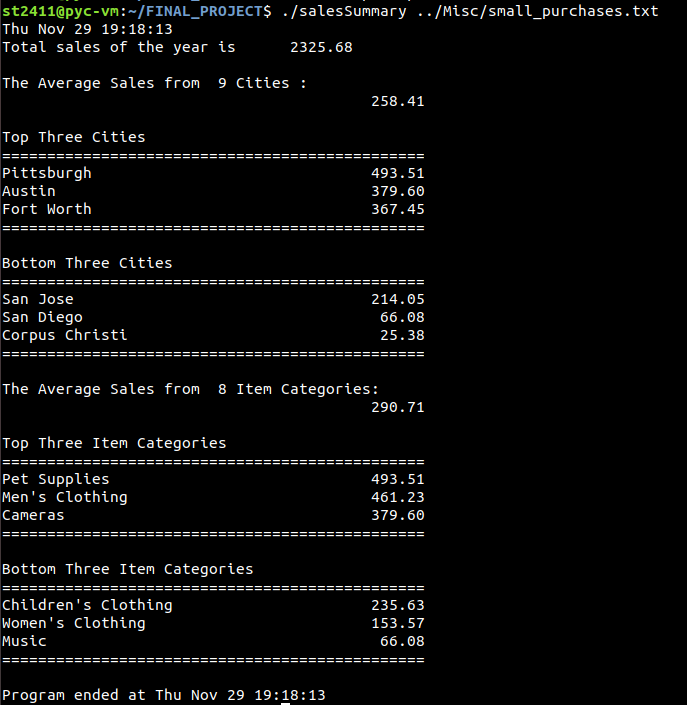 st2411@pyc-vm:~/FINAL_PROJECT$ ./salesSummary ../Misc/small_purchases.txt
Thu Nov 29 19:18:13
Total sales of the year is      2325.68
The Average Sales from  9 Cities :
258.41
Top Three Cities
===============================================
Pittsburgh                               493.51
Austin                                   379.60
Fort Worth                               367.45
===============================================
Bottom Three Cities
===============================================
San Jose                                 214.05
San Diego                                 66.08
Corpus Christi                            25.38
===============================================
The Average Sales from  8 Item Categories:
290.71
Top Three Item Categories
===============================================
Pet Supplies                             493.51
Men's Clothing                           461.23
Cameras                                  379.60
===============================================
Bottom Three Item Categories
===============================================
Children's Clothing                      235.63
Women's Clothing                         153.57
Music                                     66.08
===============================================
Program ended at Thu Nov 29 19:18:13